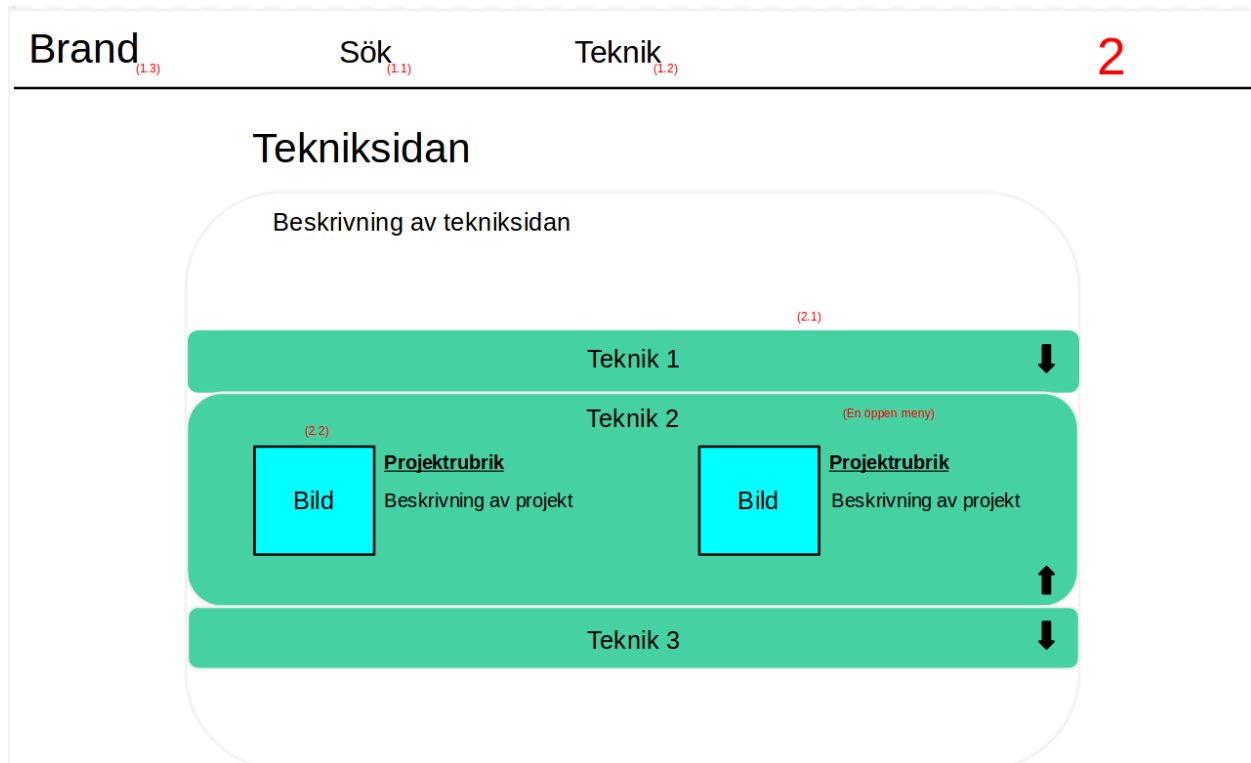 Brand (1.3) Sök (1.1) Teknik (1.2) 2
Tekniksidan
Beskrivning av tekniksidan
(2.1)
Teknik 1
Teknik 2 (En öppen meny)
(2.2)
Bild Projektrubrik
Beskrivning av projekt
Bild Projektrubrik
Beskrivning av projekt
Teknik 3